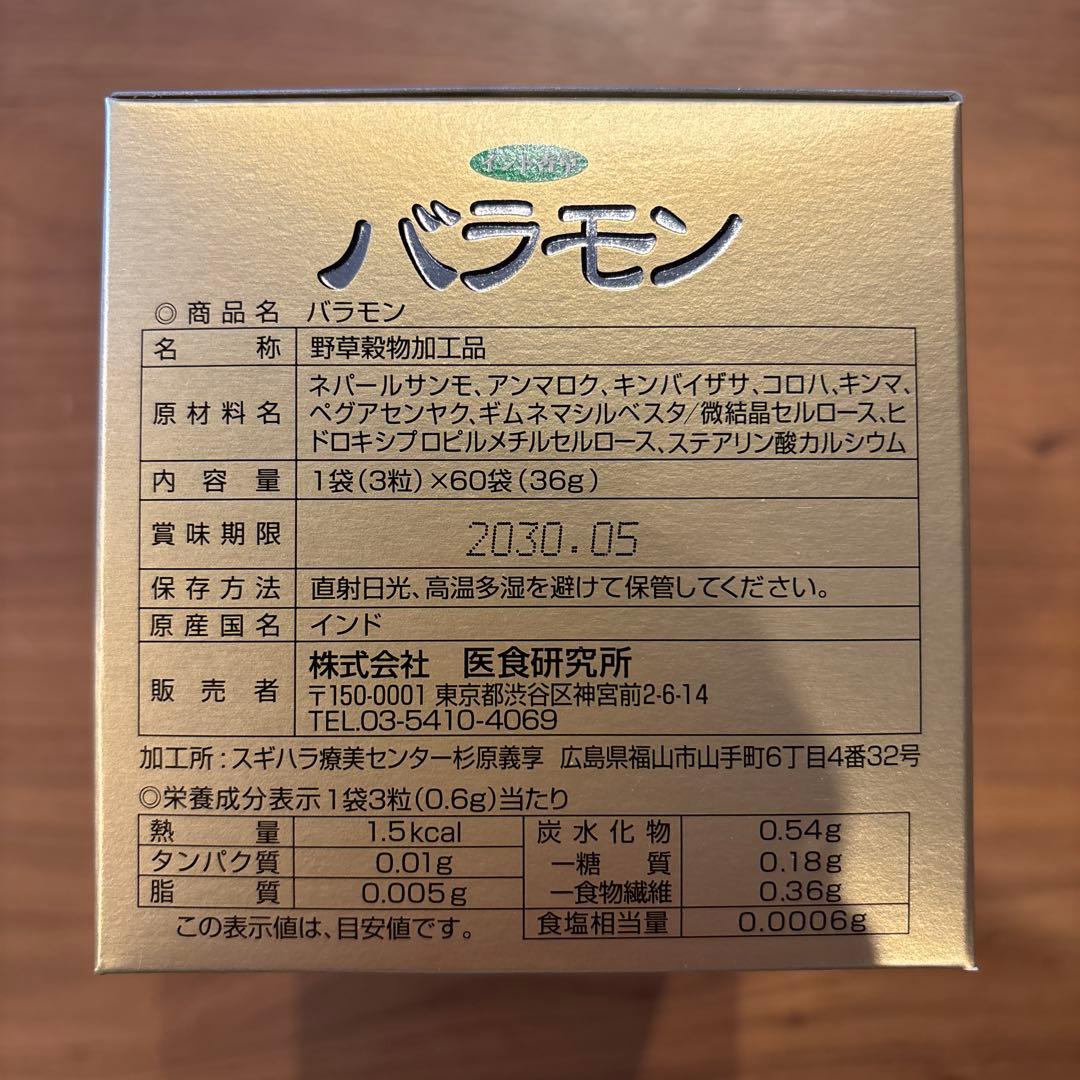 バラモン
◎商品名 バラモン
名称 野草穀物加工品
原材料名 ネパールサンモ、アンマロク、キンバイザサ、コロハ、キンマ、
ペグアセンヤク、ギムネマシルベスタ/微結晶セルロース、ヒ
ドロキシプロピルメチルセルロース、ステアリン酸カルシウム
内容量 1袋(3粒)×60袋(36g)
賞味期限 2030.05
保存方法 直射日光、高温多湿を避けて保管してください。
原産国名 インド
販売者 株式会社 医食研究所
〒150-0001 東京都渋谷区神宮前2-6-14
TEL.03-5410-4069
加工所:スギハラ療美センター杉原義享 広島県福山市山手町6丁目4番32号
◎栄養成分表示1袋3粒(0.6g)当たり
熱量 1.5kcal 炭水化物 0.54g
タンパク質 0.01g ー糖質 0.18g
脂質 0.005g ー食物繊維 0.36g
この表示値は、目安値です。 食塩相当量 0.0006g